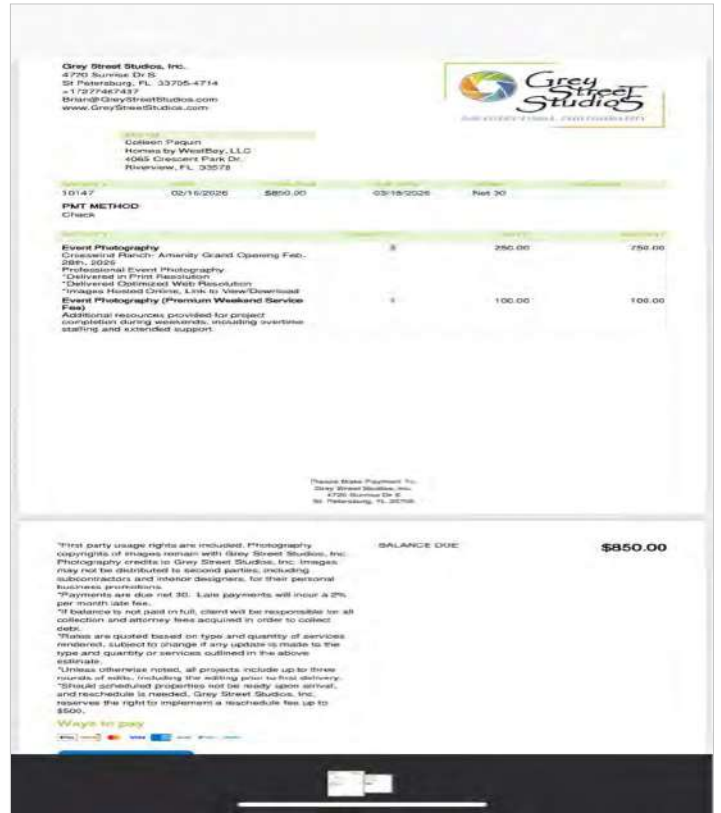 Grey Street Studios, Inc.
4720 Sunrise Dr S
St Petersburg, FL 33705-4714
+17277467437
Brian@GreyStreetStudios.com
www.GreyStreetStudios.com
Grey
Street
Studios
Colleen Paquin
Homes by WestBay, LLC
4065 Crescent Park Dr.
Riverview, FL 33578
10147 02/16/2026 $850.00 03/18/2026 Net 30
PMT METHOD
Check
Event Photography 3 250.00 750.00
Crosswind Ranch- Amenity Grand Opening Feb.
28th, 2026
Professional Event Photography
*Delivered in Print Resolution
*Delivered Optimized Web Resolution
*Images Hosted Online, Link to View/Download
Event Photography (Premium Weekend Service 1 100.00 100.00
Fee)
Additional resources provided for project
completion during weekends, including overtime
staffing and extended support
Please Make Payment To:
Grey Street Studios, Inc.
4720 Sunrise Dr S
St. Petersburg, FL 33705
*First party usage rights are included. Photography BALANCE DUE $850.00
copyrights of images remain with Grey Street Studios, Inc.
Photography credits to Grey Street Studios, Inc. Images
may not be distributed to second parties, including
subcontractors and interior designers, for their personal
business promotions.
*Payments are due net 30. Late payments will incur a 2%
per month late fee.
*If balance is not paid in full, client will be responsible for all
collection and attorney fees acquired in order to collect
debt.
*Rates are quoted based on type and quantity of services
rendered, subject to change if any update is made to the
type and quantity or services outlined in the above
estimate.
*Unless otherwise noted, all projects include up to three
rounds of edits, including the editing prior to first delivery.
*Should scheduled properties not be ready upon arrival,
and reschedule is needed, Grey Street Studios, Inc.
reserves the right to implement a reschedule fee up to
$500.
Ways to pay
VISA